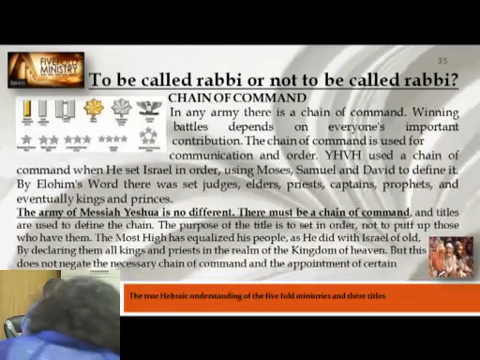 FIVEFOLD
MINISTRY
25
To be called rabbi or not to be called rabbi?
CHAIN OF COMMAND
In any army there is a chain of command. Winning
battles depends on everyone's important
contribution. The chain of command is used for
communication and order. YHVH used a chain of
command when He set Israel in order, using Moses, Samuel and David to define it.
By Elohim's Word there was set judges, elders, priests, captains, prophets, and
eventually kings and princes.
The army of Messiah Yeshua is no different. There must be a chain of command, and titles
are used to define the chain. The purpose of the title is to set in order, not to puff up those
who have them. The Most High has equalized his people, as He did with Israel of old,
By declaring them all kings and priests in the realm of the Kingdom of heaven. But this
does not negate the necessary chain of command and the appointment of certain
The true Hebraic understanding of the five fold ministries and there titles